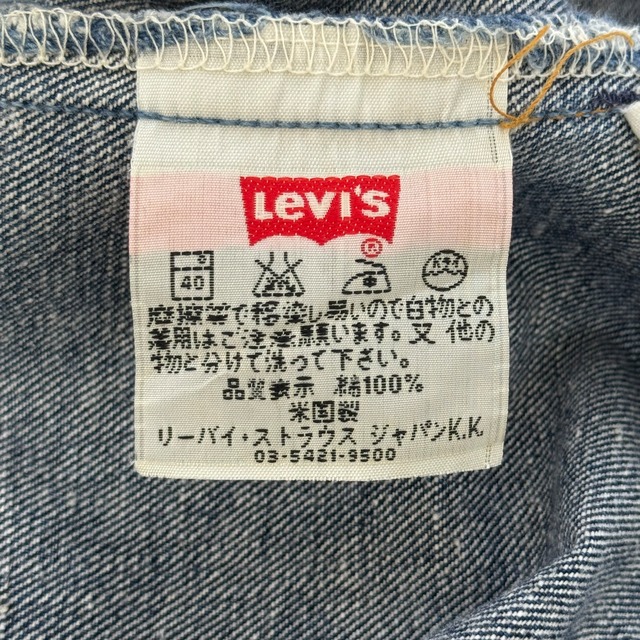 Levi's
®
40
摩擦等で移染し易いので白物との
着用はご注意願います。又 他の
物と分けて洗って下さい。
品質表示 綿100%
米国製
リーバイ・ストラウス ジャパンK.K.
03-5421-9500